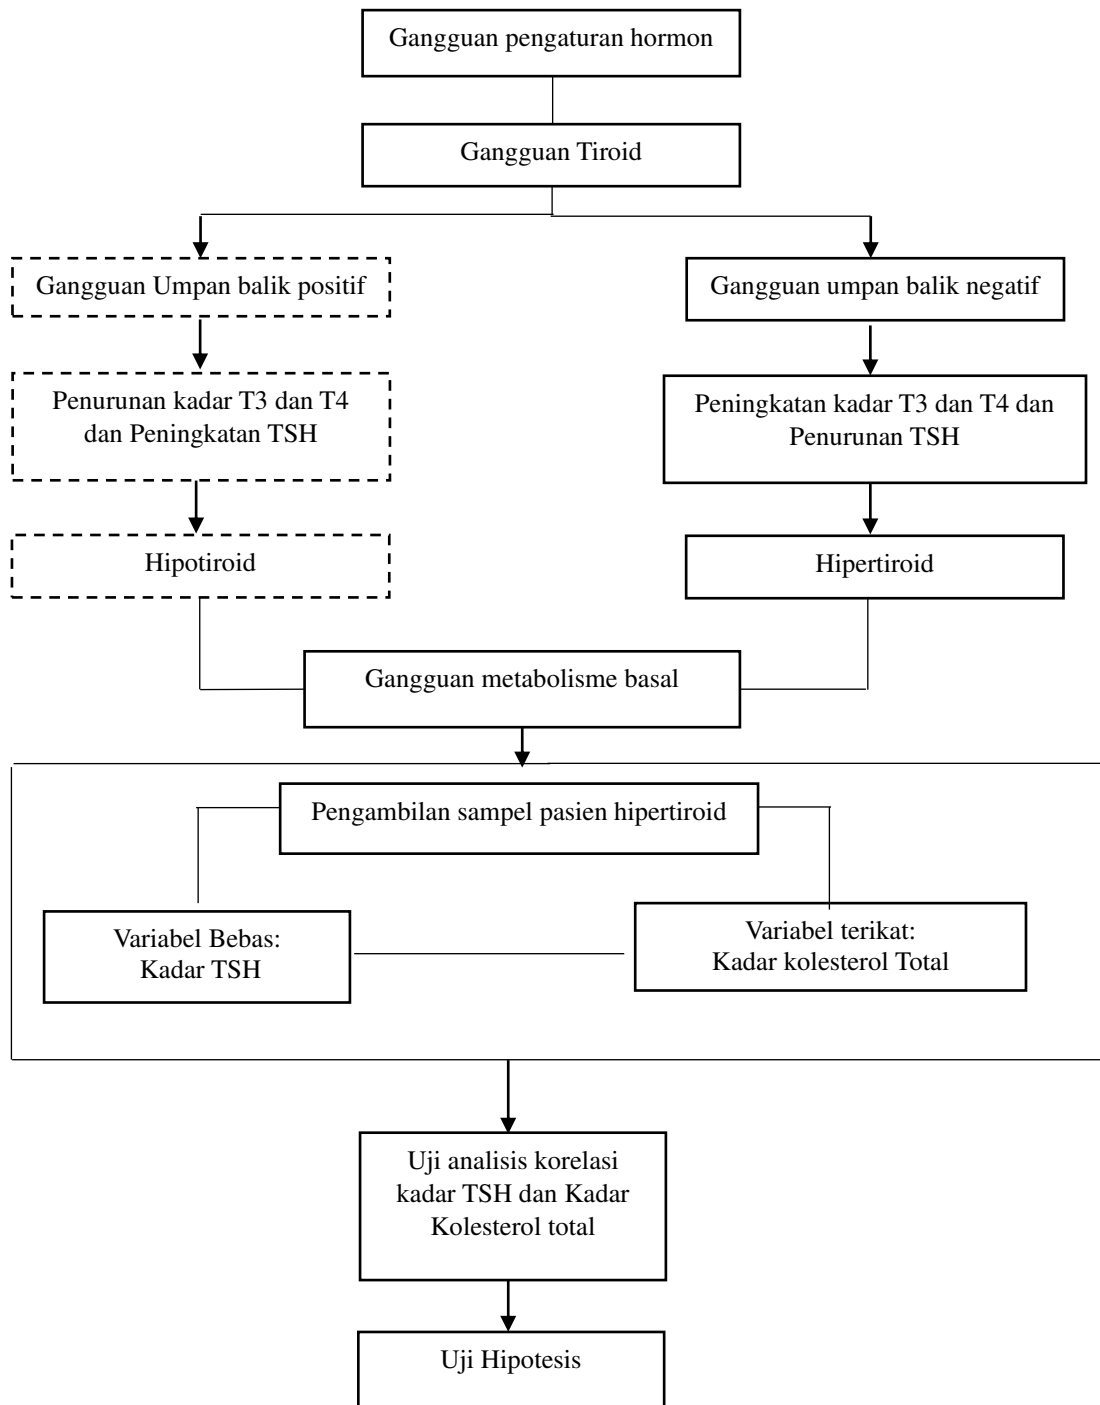 Gangguan pengaturan hormon
Gangguan Tiroid
Gangguan Umpan balik positif
Gangguan umpan balik negatif
Penurunan kadar T3 dan T4
dan Peningkatan TSH
Peningkatan kadar T3 dan T4 dan
Penurunan TSH
Hipotiroid
Hipertiroid
Gangguan metabolisme basal
Pengambilan sampel pasien hipertiroid
Variabel Bebas:
Kadar TSH
Variabel terikat:
Kadar kolesterol Total
Uji analisis korelasi
kadar TSH dan Kadar
Kolesterol total
Uji Hipotesis